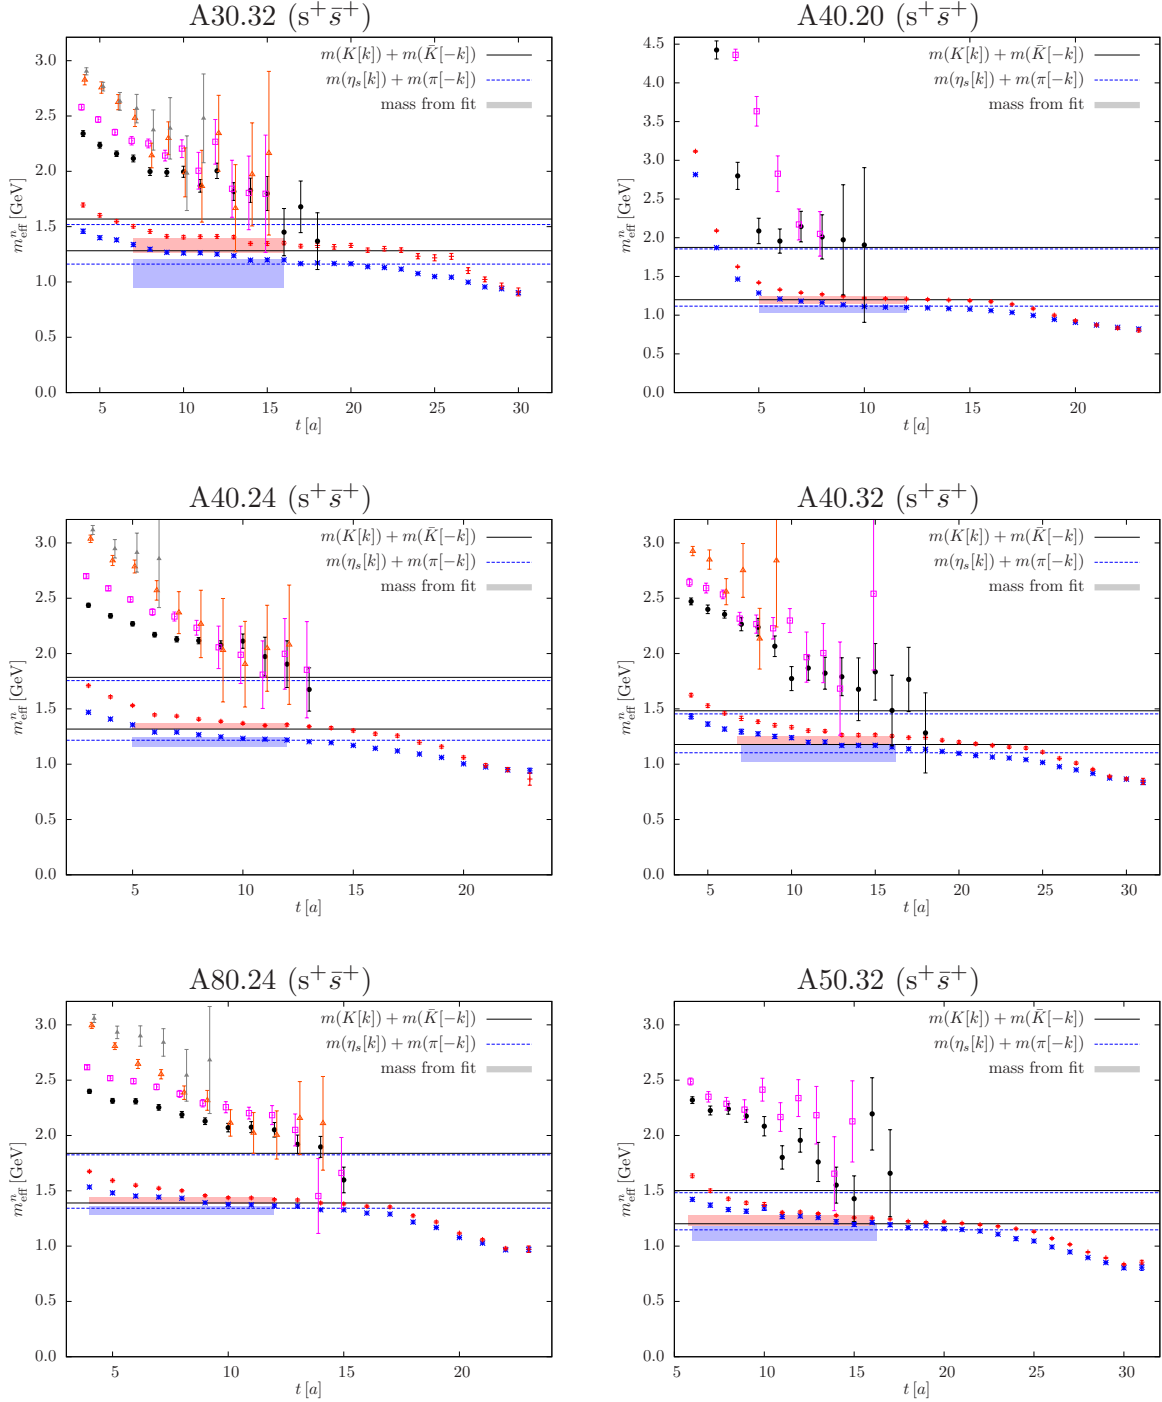 A30.32 (s⁺s̄⁺)
m(K[k]) + m(K̄[−k])
m(ηₛ[k]) + m(π[−k])
mass from fit
mⁿ_eff [GeV]
3.0
2.5
2.0
1.5
1.0
0.5
0.0
5 10 15 20 25 30
t [a]
A40.20 (s⁺s̄⁺)
m(K[k]) + m(K̄[−k])
m(ηₛ[k]) + m(π[−k])
mass from fit
mⁿ_eff [GeV]
4.5
4.0
3.5
3.0
2.5
2.0
1.5
1.0
0.5
0.0
5 10 15 20
t [a]
A40.24 (s⁺s̄⁺)
m(K[k]) + m(K̄[−k])
m(ηₛ[k]) + m(π[−k])
mass from fit
mⁿ_eff [GeV]
3.0
2.5
2.0
1.5
1.0
0.5
0.0
5 10 15 20
t [a]
A40.32 (s⁺s̄⁺)
m(K[k]) + m(K̄[−k])
m(ηₛ[k]) + m(π[−k])
mass from fit
mⁿ_eff [GeV]
3.0
2.5
2.0
1.5
1.0
0.5
0.0
5 10 15 20 25 30
t [a]
A80.24 (s⁺s̄⁺)
m(K[k]) + m(K̄[−k])
m(ηₛ[k]) + m(π[−k])
mass from fit
mⁿ_eff [GeV]
3.0
2.5
2.0
1.5
1.0
0.5
0.0
5 10 15 20
t [a]
A50.32 (s⁺s̄⁺)
m(K[k]) + m(K̄[−k])
m(ηₛ[k]) + m(π[−k])
mass from fit
mⁿ_eff [GeV]
3.0
2.5
2.0
1.5
1.0
0.5
0.0
5 10 15 20 25 30
t [a]